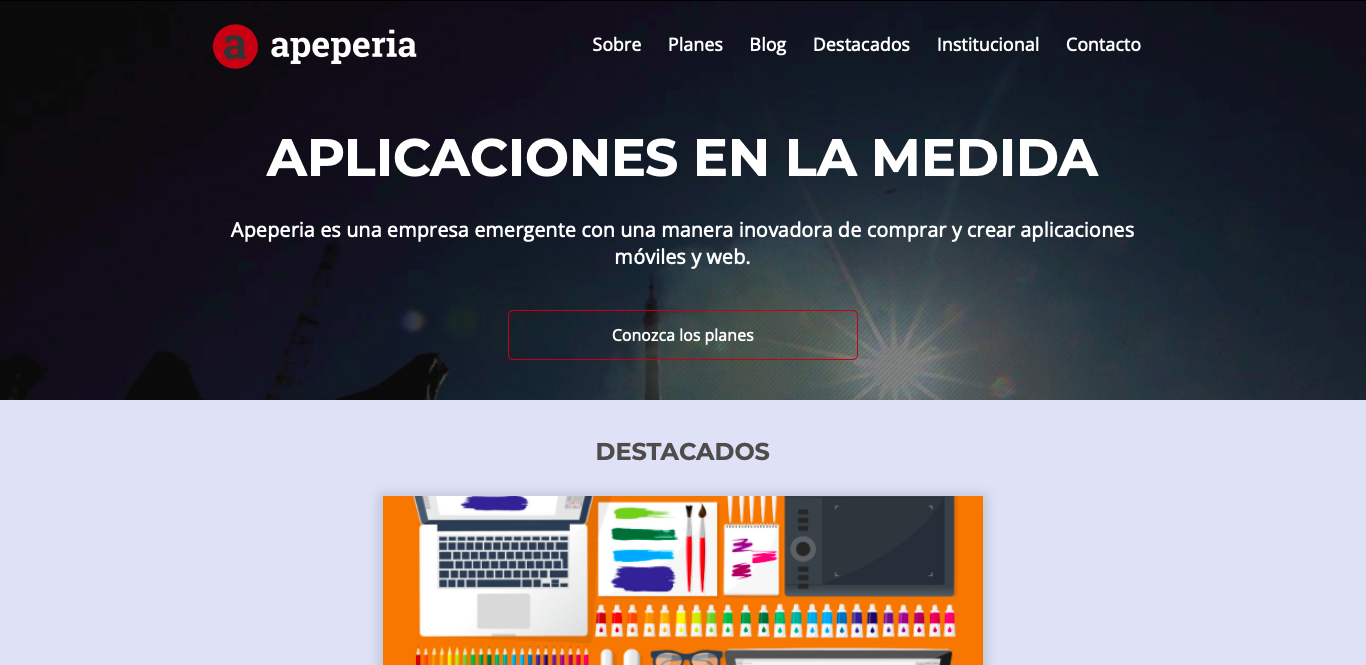 a apeperia
Sobre Planes Blog Destacados Institucional Contacto
APLICACIONES EN LA MEDIDA
Apeperia es una empresa emergente con una manera inovadora de comprar y crear aplicaciones
móviles y web.
Conozca los planes
DESTACADOS